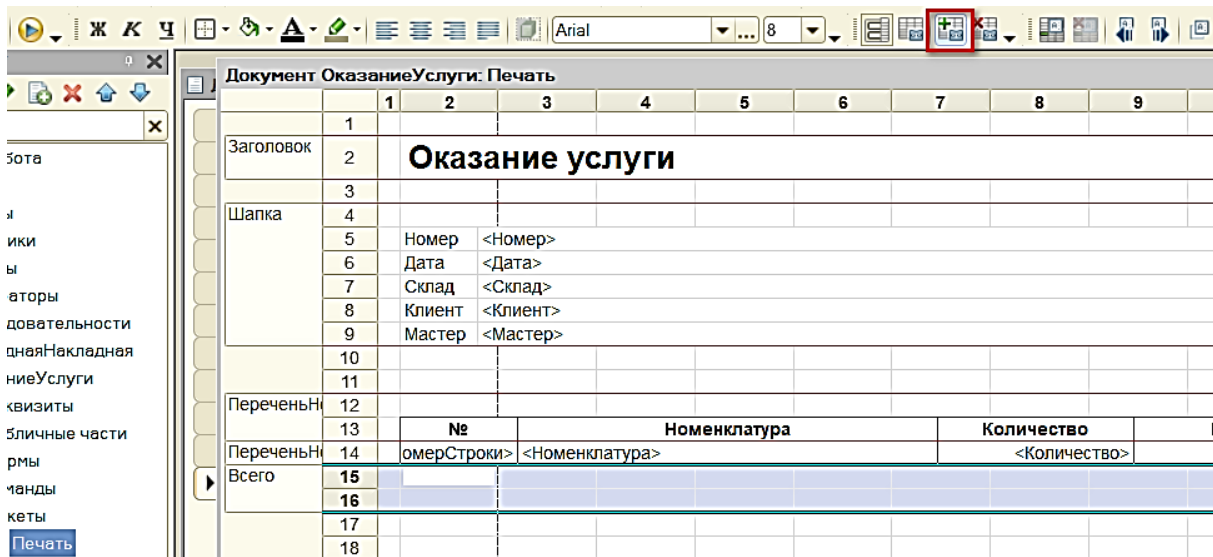 Ж К Ч A Arial ... 8
Документ ОказаниеУслуги: Печать
1 2 3 4 5 6 7 8 9
1
Заголовок 2 Оказание услуги
3
Шапка 4
5 Номер <Номер>
6 Дата <Дата>
7 Склад <Склад>
8 Клиент <Клиент>
9 Мастер <Мастер>
10
11
ПереченьН 12
13 № Номенклатура Количество
ПереченьН 14 омерСтроки> <Номенклатура> <Количество>
Всего 15
16
17
18
бота
ы
ики
ы
аторы
довательности
днаяНакладная
ниеУслуги
квизиты
бличные части
рмы
манды
кеты
Печать